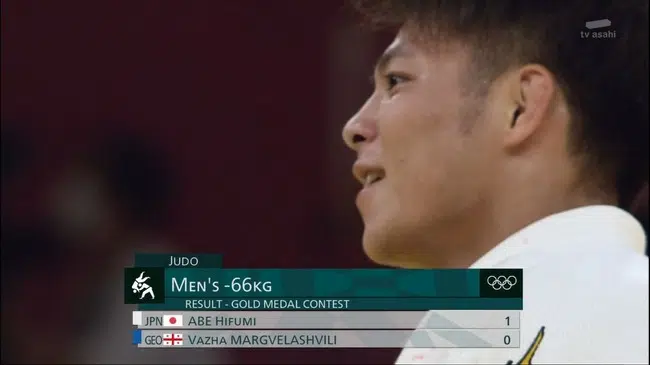 tv asahi
JUDO
MEN'S -66KG
RESULT - GOLD MEDAL CONTEST
JPN ABE HIFUMI 1
GEO VAZHA MARGVELASHVILI 0